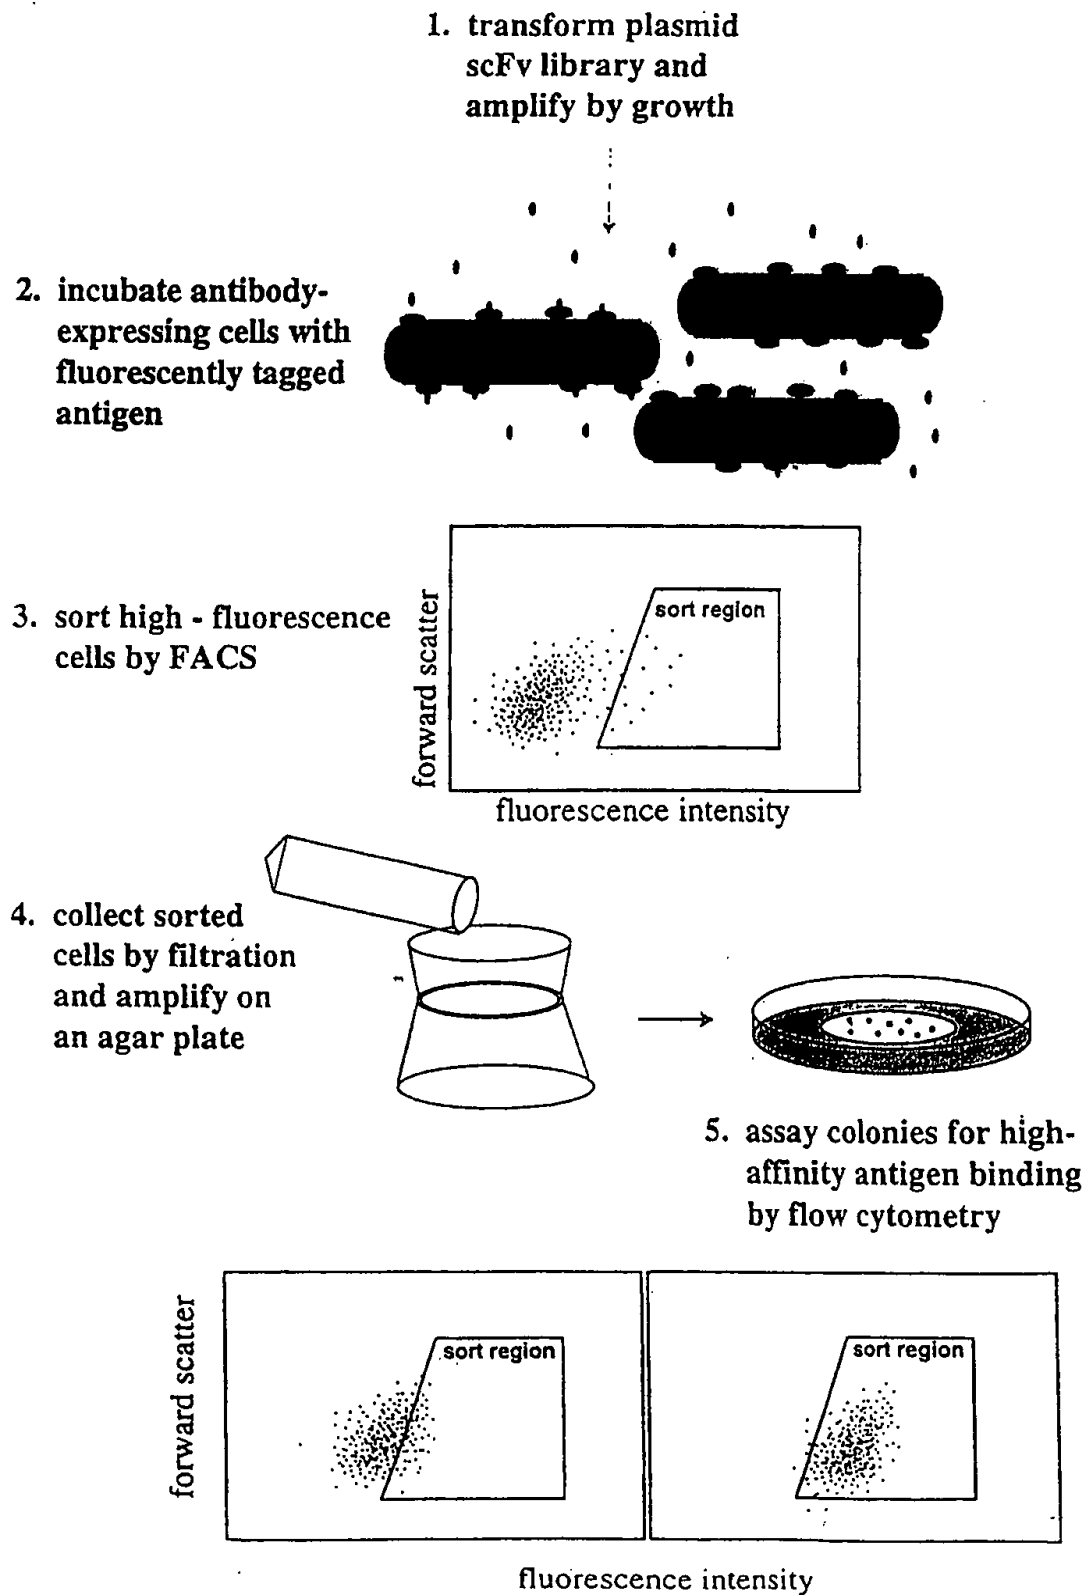 1. transform plasmid
scFv library and
amplify by growth
2. incubate antibody-
expressing cells with
fluorescently tagged
antigen
3. sort high - fluorescence
cells by FACS
forward scatter
sort region
fluorescence intensity
4. collect sorted
cells by filtration
and amplify on
an agar plate
5. assay colonies for high-
affinity antigen binding
by flow cytometry
forward scatter
sort region
sort region
fluorescence intensity